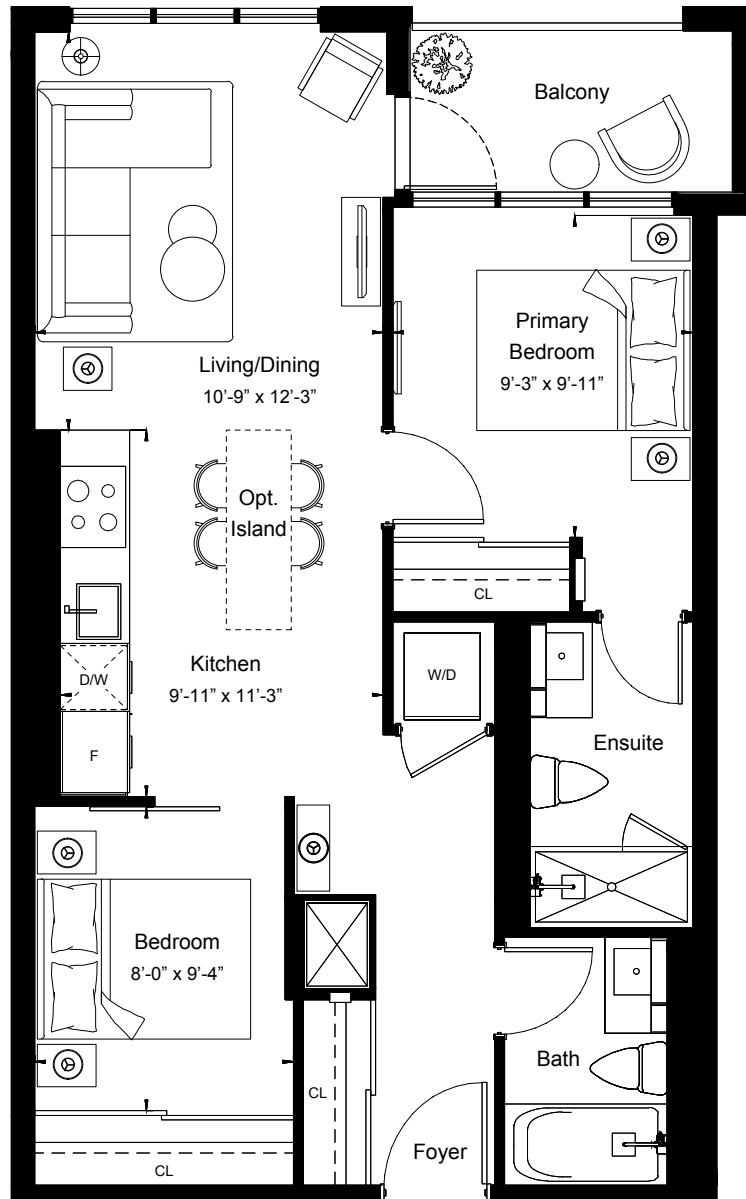 Balcony
Primary
Bedroom
9’-3” x 9’-11”
Living/Dining
10’-9” x 12’-3”
Opt.
Island
CL
Kitchen
9’-11” x 11’-3”
D/W
W/D
F
Ensuite
Bedroom
8’-0” x 9’-4”
Bath
CL
Foyer
CL